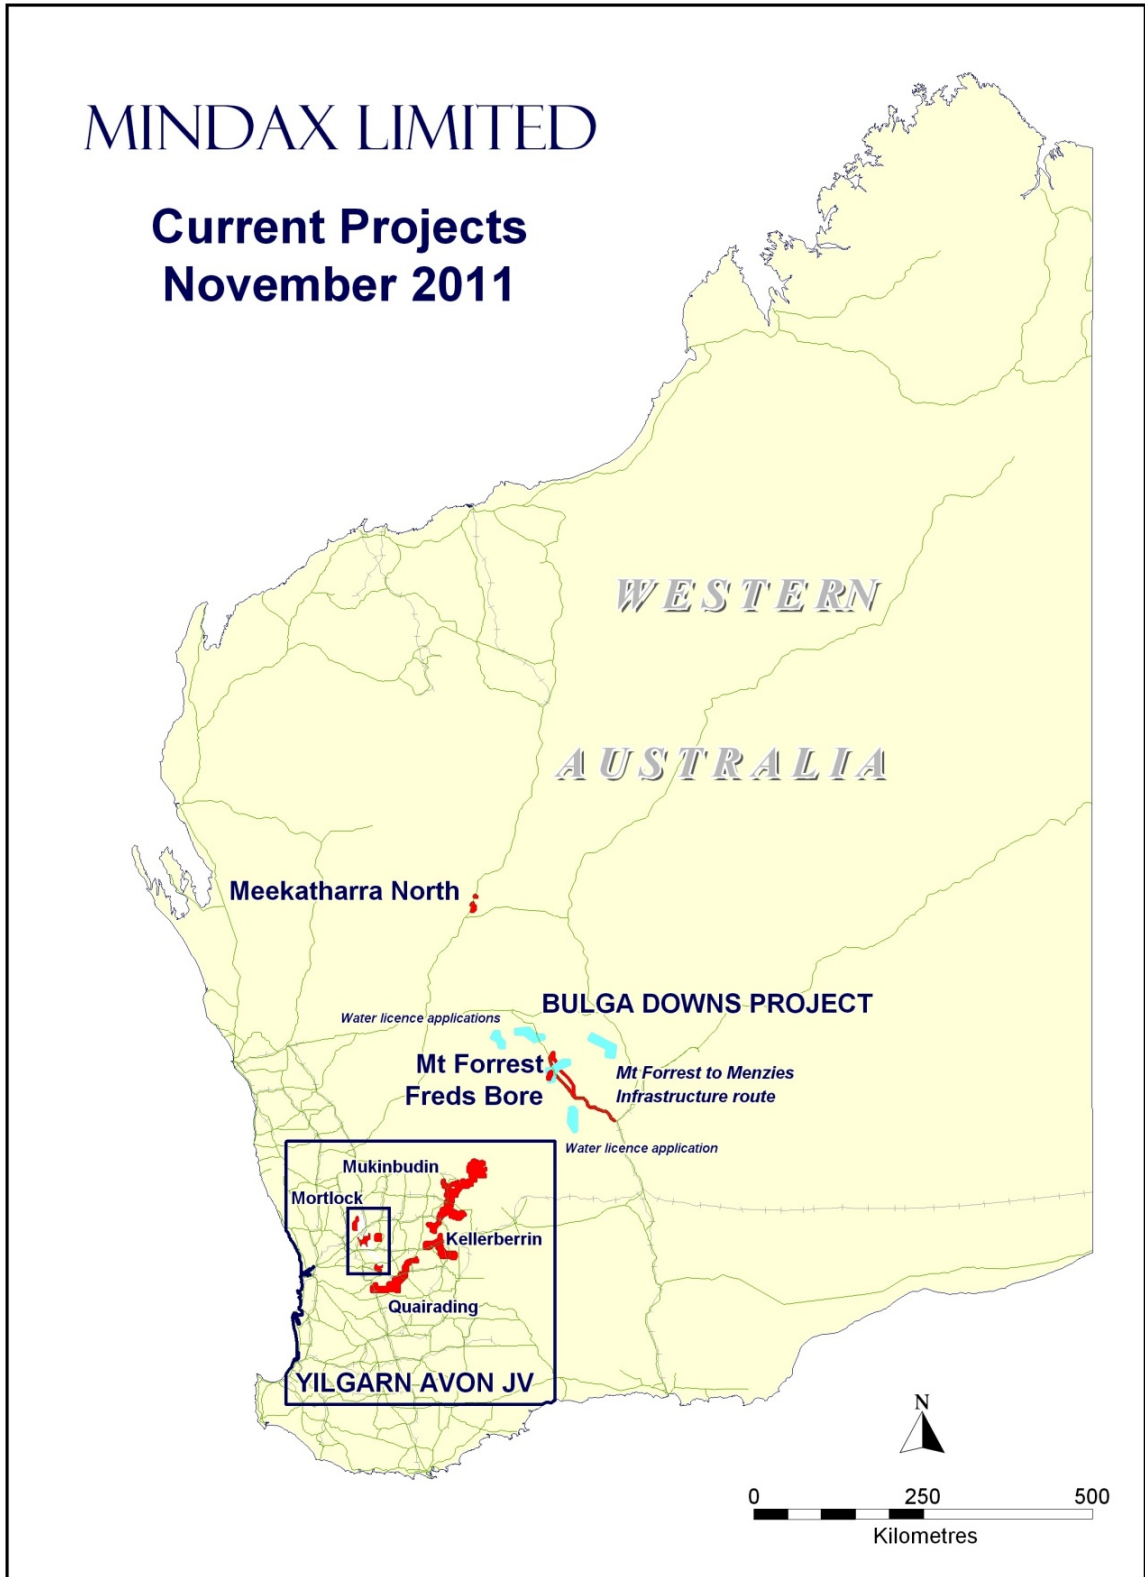 MINDAX LIMITED
Current Projects
November 2011
WESTERN
AUSTRALIA
Meekatharra North
BULGA DOWNS PROJECT
Water licence applications
Mt Forrest
Freds Bore
Mt Forrest to Menzies
Infrastructure route
Water licence application
Mukinbudin
Mortlock
Kellerberrin
Quairading
YILGARN AVON JV
N
0 250 500
Kilometres